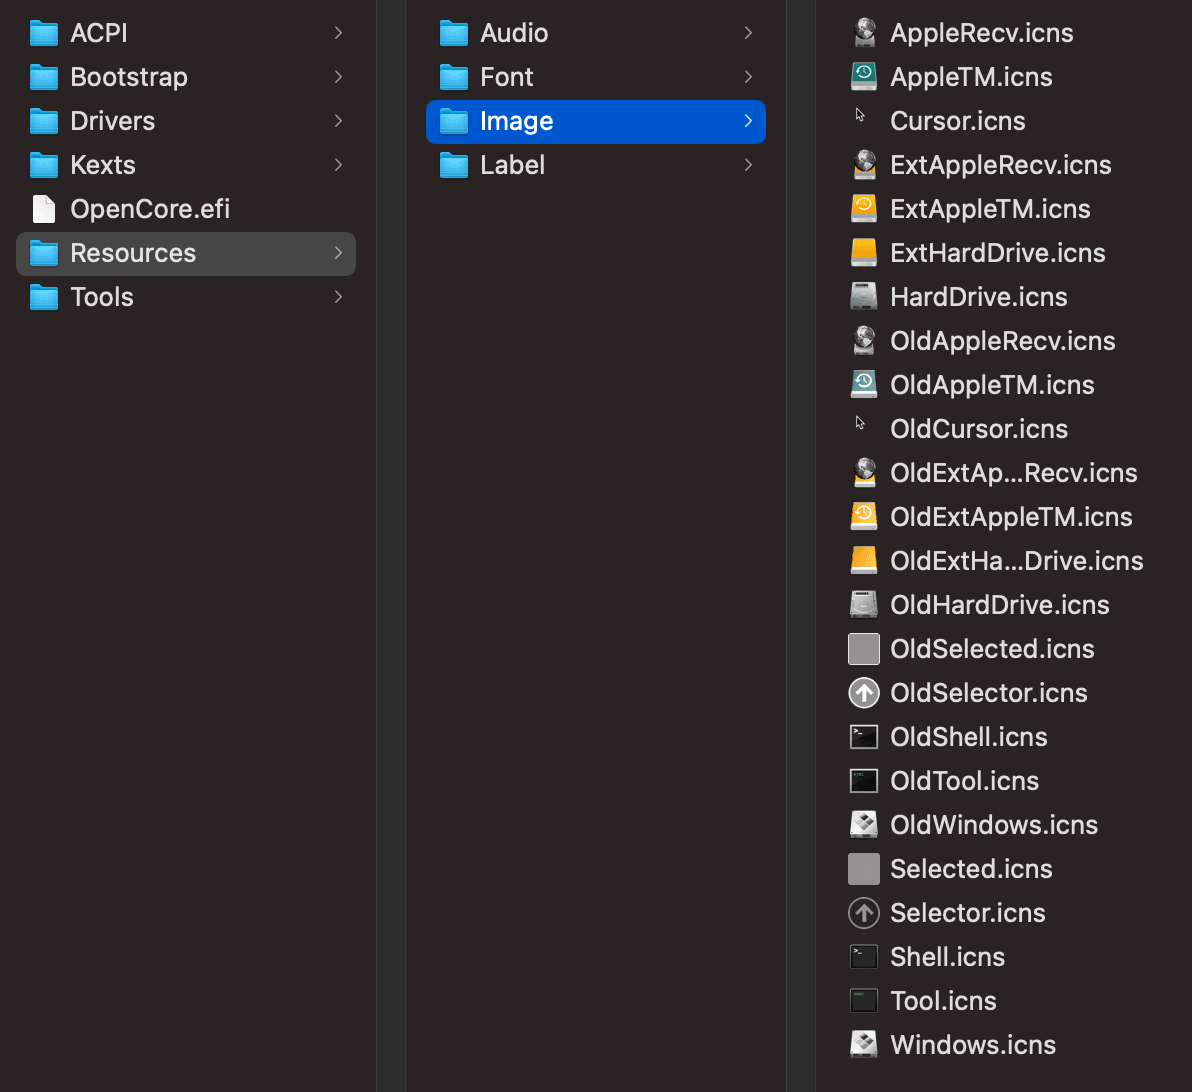 ACPI
Bootstrap
Drivers
Kexts
OpenCore.efi
Resources
Tools
Audio
Font
Image
Label
AppleRecv.icns
AppleTM.icns
Cursor.icns
ExtAppleRecv.icns
ExtAppleTM.icns
ExtHardDrive.icns
HardDrive.icns
OldAppleRecv.icns
OldAppleTM.icns
OldCursor.icns
OldExtAp...Recv.icns
OldExtAppleTM.icns
OldExtHa...Drive.icns
OldHardDrive.icns
OldSelected.icns
OldSelector.icns
OldShell.icns
OldTool.icns
OldWindows.icns
Selected.icns
Selector.icns
Shell.icns
Tool.icns
Windows.icns